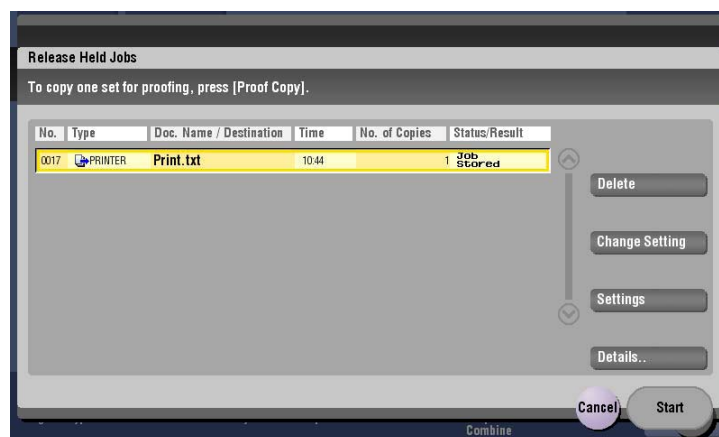 Release Held Jobs
To copy one set for proofing, press [Proof Copy].
No. Type Doc. Name / Destination Time No. of Copies Status/Result
0017 PRINTER Print.txt 10:44 1 Job Stored
Delete
Change Setting
Settings
Details..
Cancel Start
Combine